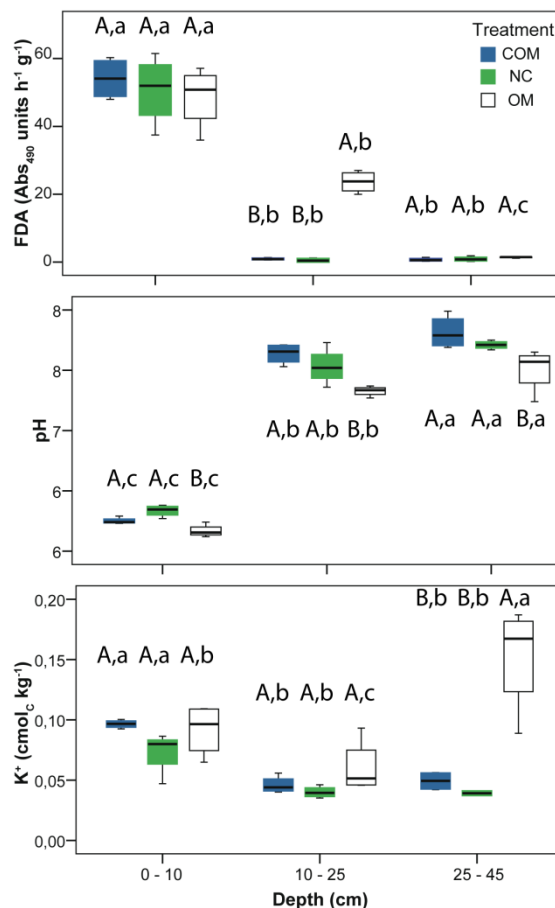 Treatment
COM
NC
OM
FDA (Abs₄₉₀ units h⁻¹ g⁻¹)
60
40
20
0
A,a A,a A,a
B,b B,b A,b
A,b A,b A,c
pH
8
8
7
6
6
A,c A,c B,c
A,b A,b B,b
A,a A,a B,a
K⁺ (cmolc kg⁻¹)
0,20
0,15
0,10
0,05
0,00
A,a A,a A,b
A,b A,b A,c
B,b B,b A,a
0 - 10 10 - 25 25 - 45
Depth (cm)